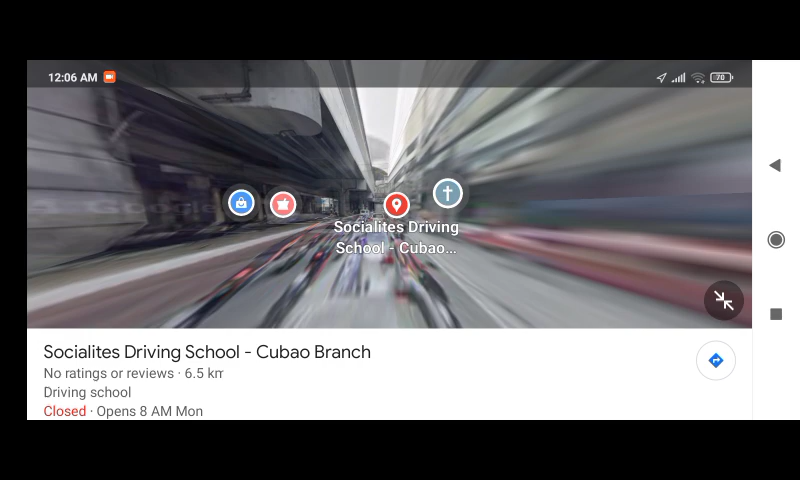 12:06 AM
70
Socialites Driving
School - Cubao...
Socialites Driving School - Cubao Branch
No ratings or reviews · 6.5 km
Driving school
Closed · Opens 8 AM Mon